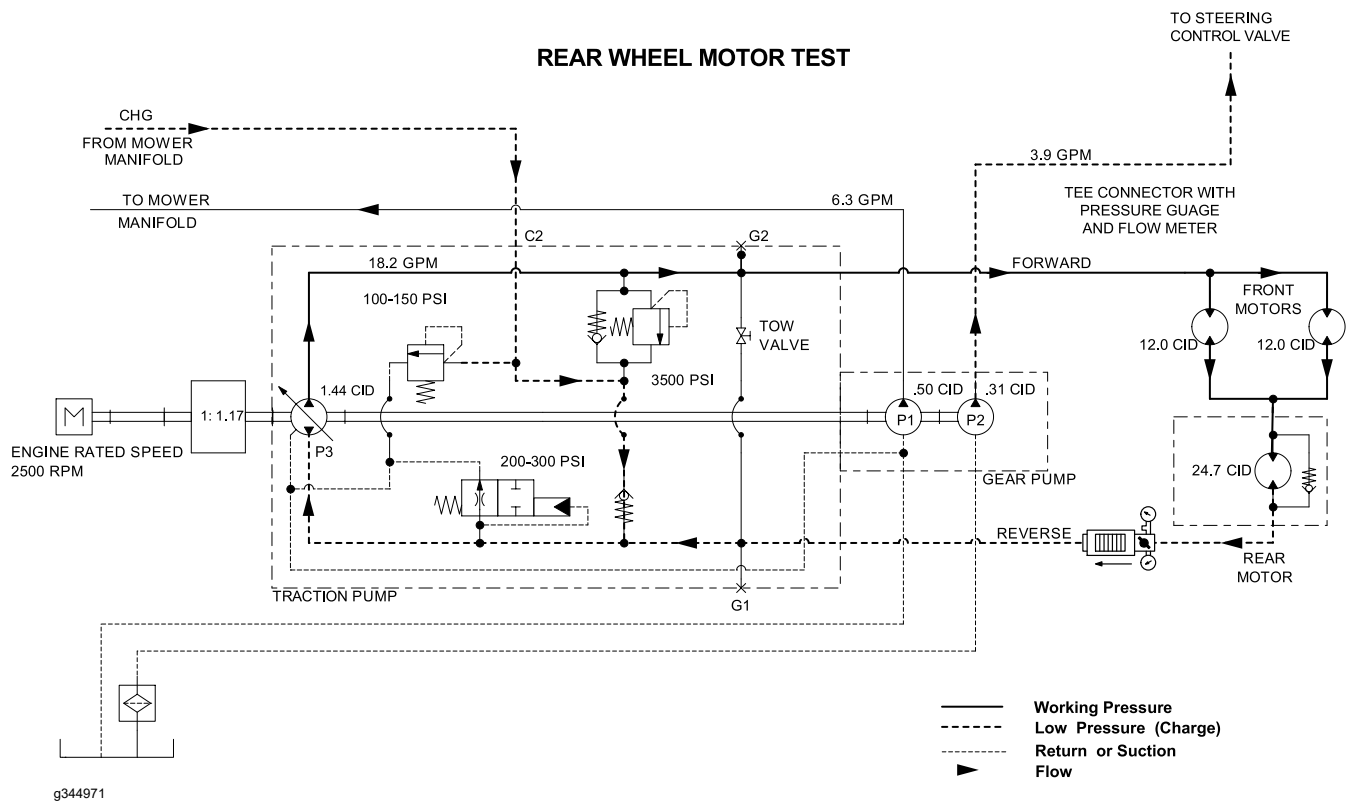 TO STEERING
CONTROL VALVE
REAR WHEEL MOTOR TEST
CHG
FROM MOWER
MANIFOLD
3.9 GPM
TO MOWER
MANIFOLD
6.3 GPM
TEE CONNECTOR WITH
PRESSURE GUAGE
AND FLOW METER
C2
G2
18.2 GPM
FORWARD
100-150 PSI
FRONT
MOTORS
TOW
VALVE
12.0 CID
12.0 CID
3500 PSI
1.44 CID
.50 CID
.31 CID
M
1: 1.17
P1
P2
ENGINE RATED SPEED
2500 RPM
P3
200-300 PSI
24.7 CID
GEAR PUMP
REVERSE
REAR
MOTOR
TRACTION PUMP
G1
Working Pressure
Low Pressure (Charge)
Return or Suction
Flow
g344971